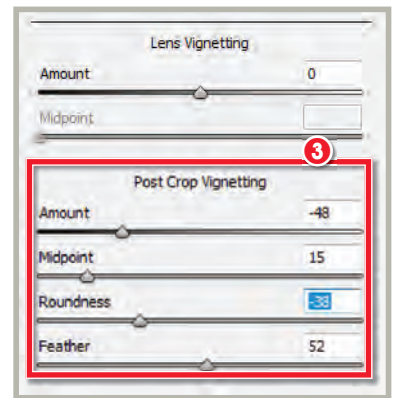 Lens Vignetting
Amount 0
Midpoint
3
Post Crop Vignetting
Amount -48
Midpoint 15
Roundness -38
Feather 52